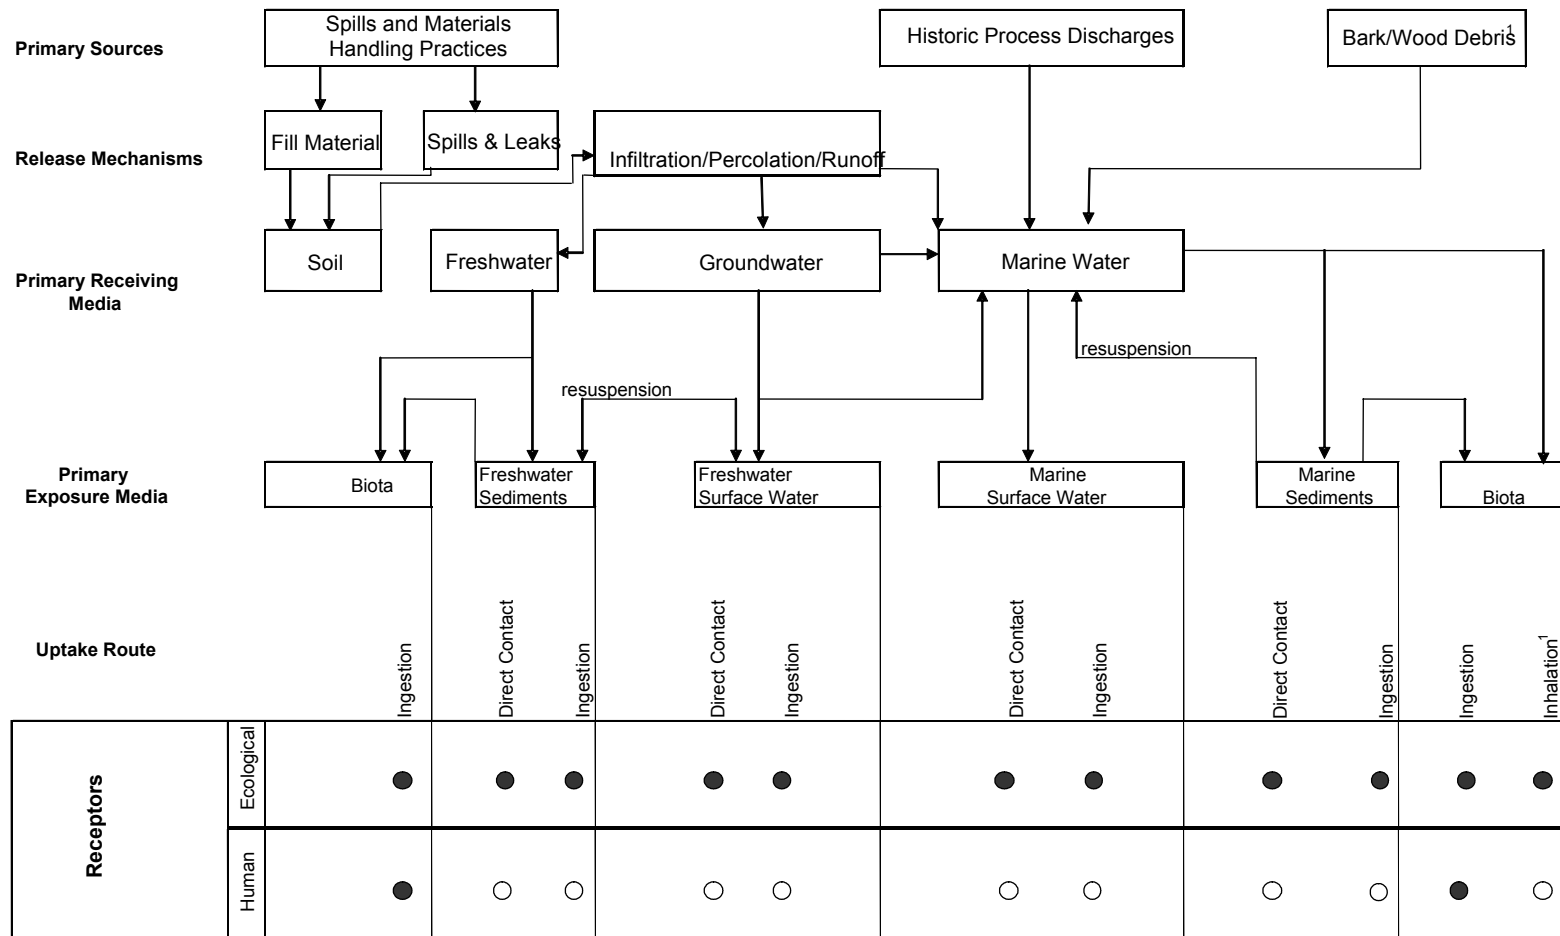 Primary Sources
Spills and Materials
Handling Practices
Historic Process Discharges
Bark/Wood Debris1
Release Mechanisms
Fill Material
Spills & Leaks
Infiltration/Percolation/Runoff
Primary Receiving
Media
Soil
Freshwater
Groundwater
Marine Water
resuspension
resuspension
Primary
Exposure Media
Biota
Freshwater
Sediments
Freshwater
Surface Water
Marine
Surface Water
Marine
Sediments
Biota
Uptake Route
Ingestion
Direct Contact
Ingestion
Direct Contact
Ingestion
Direct Contact
Ingestion
Direct Contact
Ingestion
Ingestion
Inhalation1
Receptors
Ecological
Human